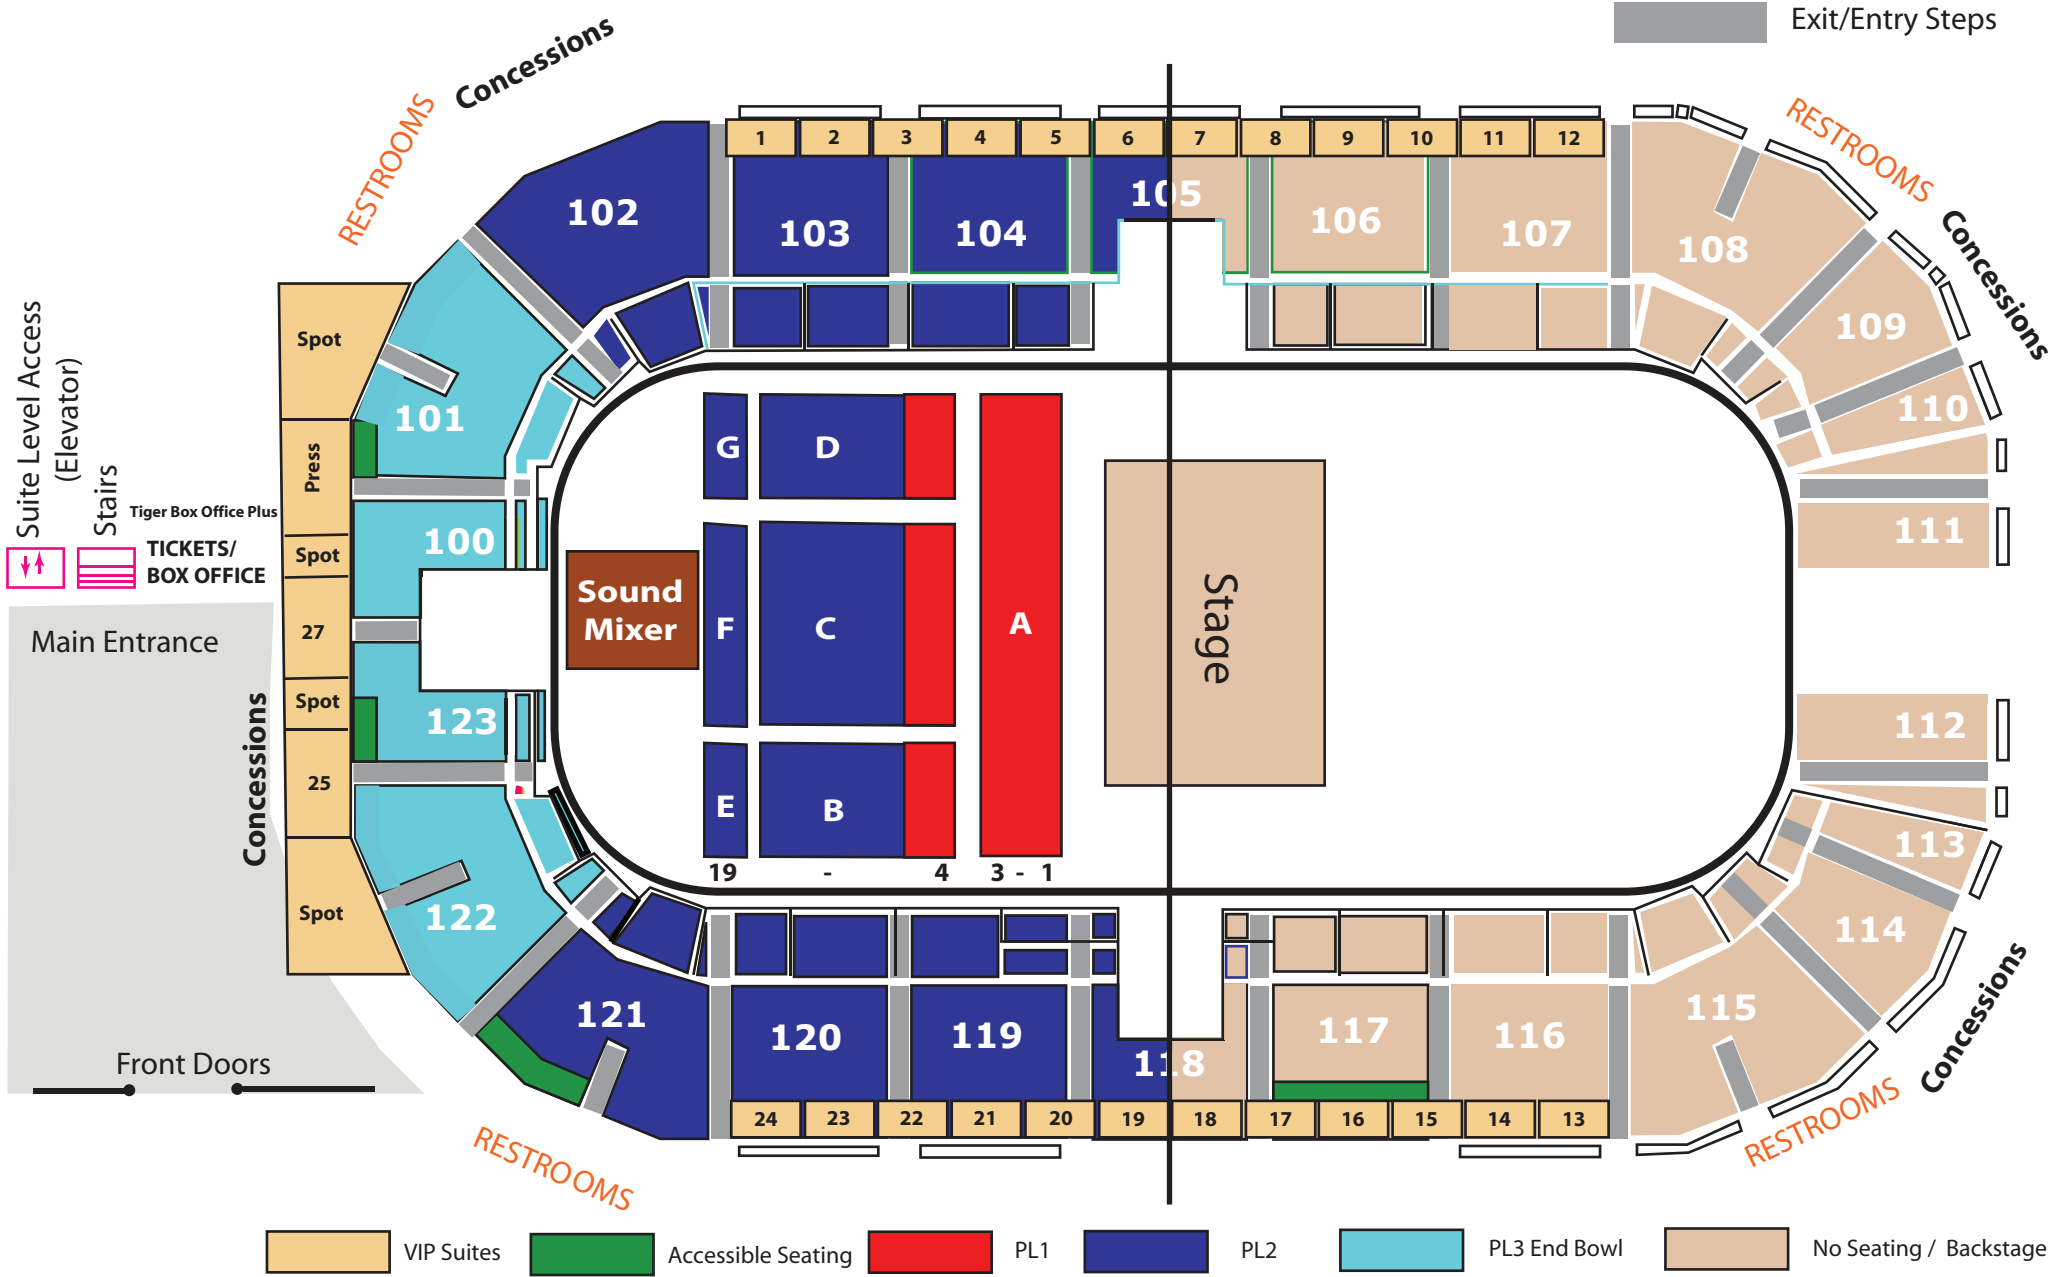 Exit/Entry Steps
Concessions
RESTROOMS
RESTROOMS
Concessions
1 2 3 4 5 6 7 8 9 10 11 12
102
103
104
105
106
107
108
109
110
111
112
113
114
115
116
117
118
119
120
121
122
123
100
101
Spot
Press
Spot
27
Spot
25
Spot
Suite Level Access
(Elevator)
Stairs
Tiger Box Office Plus
TICKETS/
BOX OFFICE
Main Entrance
Concessions
Front Doors
Sound
Mixer
G
D
F
C
A
E
B
19 - 4 3 - 1
Stage
24 23 22 21 20 19 18 17 16 15 14 13
RESTROOMS
RESTROOMS
Concessions
VIP Suites
Accessible Seating
PL1
PL2
PL3 End Bowl
No Seating / Backstage